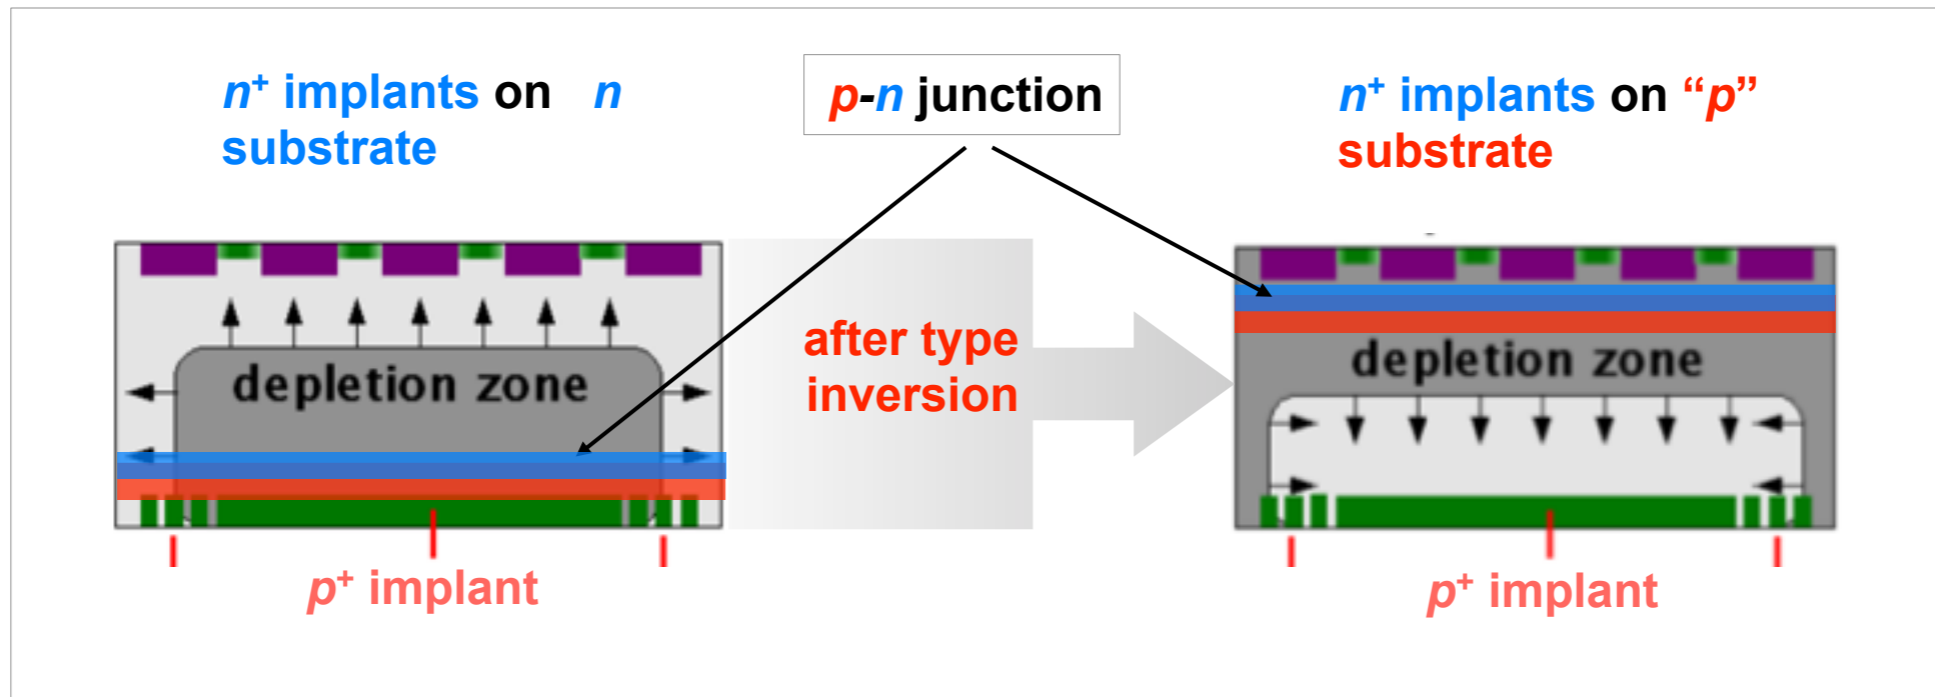 n⁺ implants on n
substrate
p-n junction
n⁺ implants on “p”
substrate
depletion zone
after type
inversion
depletion zone
p⁺ implant
p⁺ implant